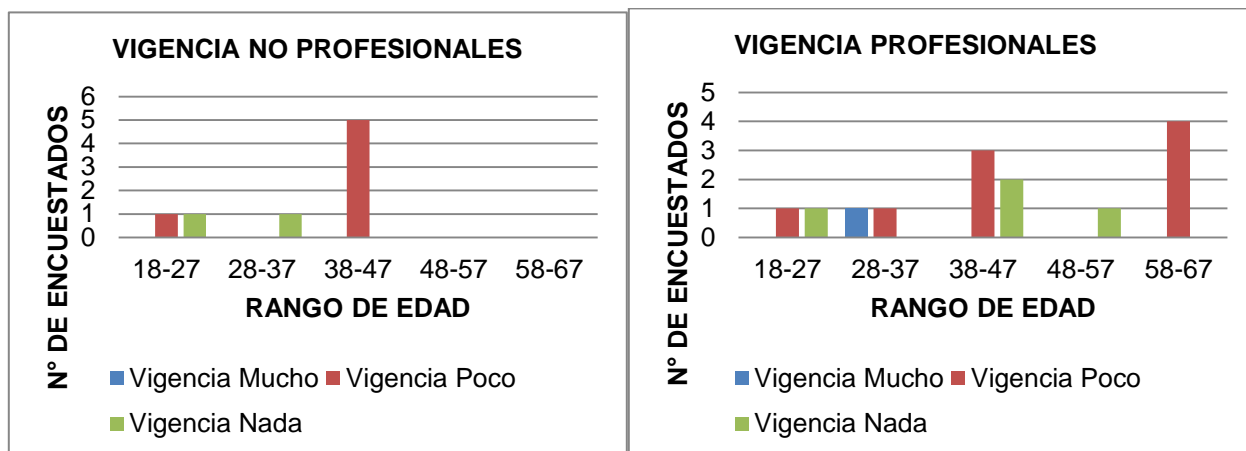 VIGENCIA NO PROFESIONALES
N° DE ENCUESTADOS
6
5
4
3
2
1
0
18-27 28-37 38-47 48-57 58-67
RANGO DE EDAD
Vigencia Mucho Vigencia Poco
Vigencia Nada
VIGENCIA PROFESIONALES
N° DE ENCUESTADOS
5
4
3
2
1
0
18-27 28-37 38-47 48-57 58-67
RANGO DE EDAD
Vigencia Mucho Vigencia Poco
Vigencia Nada